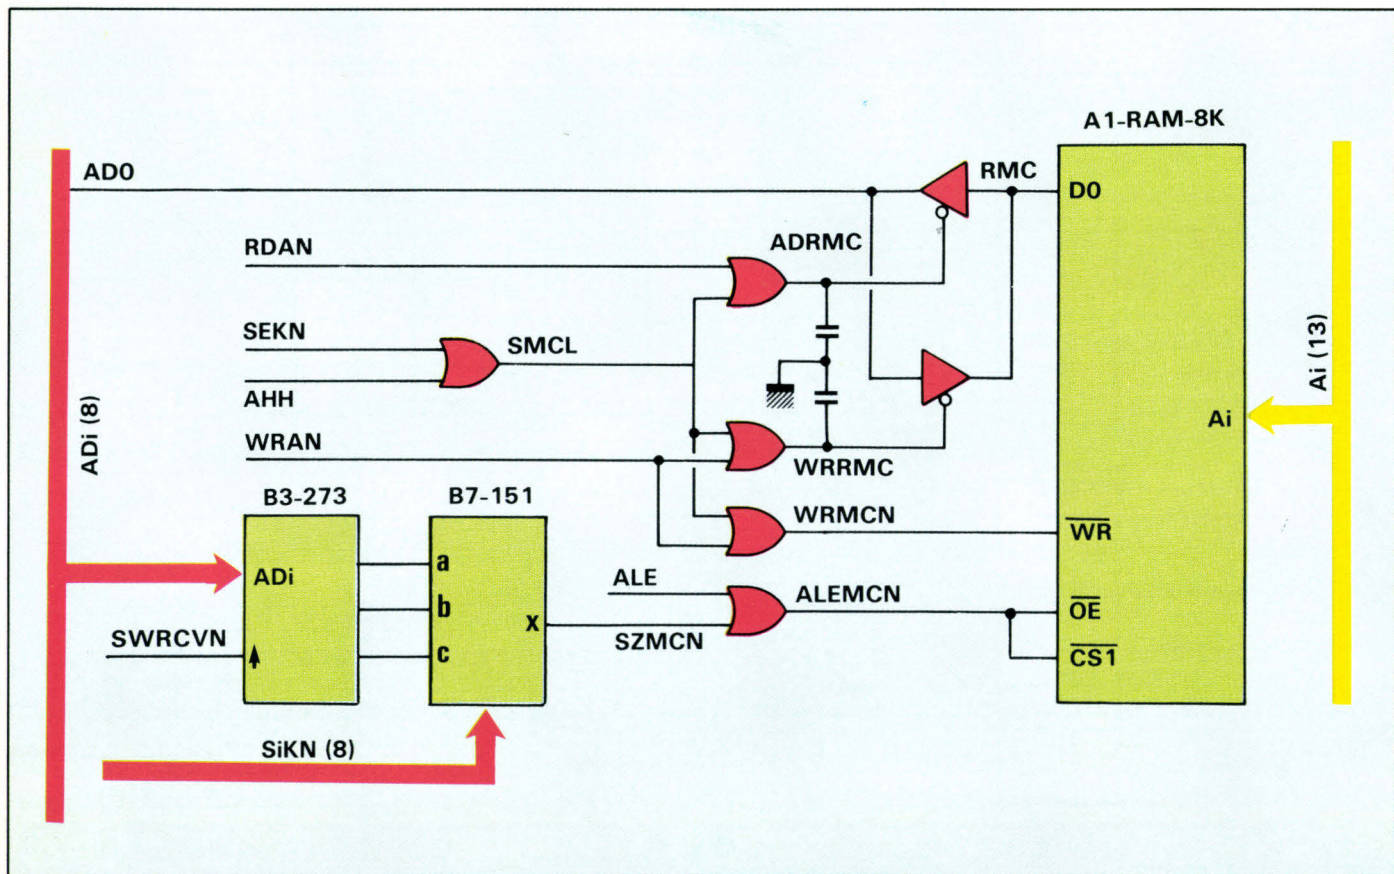 A1-RAM-8K
AD0
RMC
D0
RDAN
ADRMC
SEKN
SMCL
AHH
Ai (13)
ADi (8)
Ai
WRAN
WRRMC
B3-273
B7-151
WRMCN
WR
ADi
a
ALE
ALEMCN
b
OE
x
SWRCVN
SZMCN
c
CS1
SiKN (8)